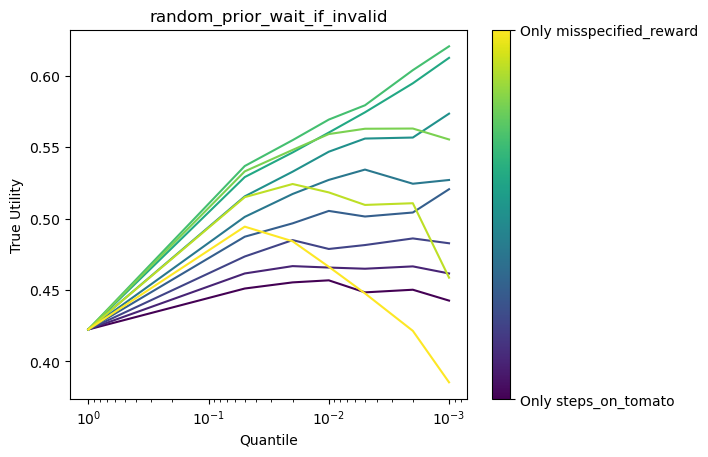 random_prior_wait_if_invalid
True Utility
0.60
0.55
0.50
0.45
0.40
10⁰
10⁻¹
10⁻²
10⁻³
Quantile
Only misspecified_reward
Only steps_on_tomato